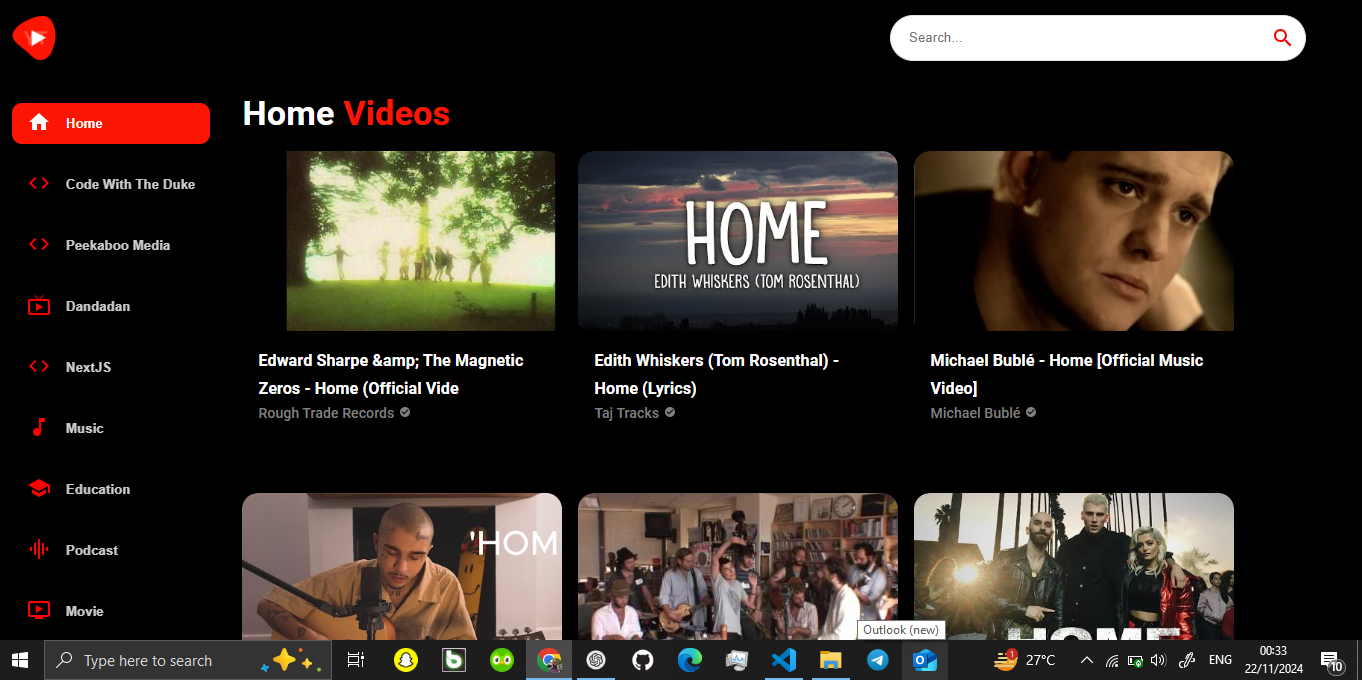 Search...
Home Videos
Home
Code With The Duke
Peekaboo Media
Dandadan
NextJS
Music
Education
Podcast
Movie
HOME
EDITH WHISKERS (TOM ROSENTHAL)
Edward Sharpe &amp; The Magnetic
Zeros - Home (Official Vide
Rough Trade Records
Edith Whiskers (Tom Rosenthal) -
Home (Lyrics)
Taj Tracks
Michael Bublé - Home [Official Music
Video]
Michael Bublé
'HOM
HOME
Outlook (new)
Type here to search
1
27°C
ENG
00:33
22/11/2024
10